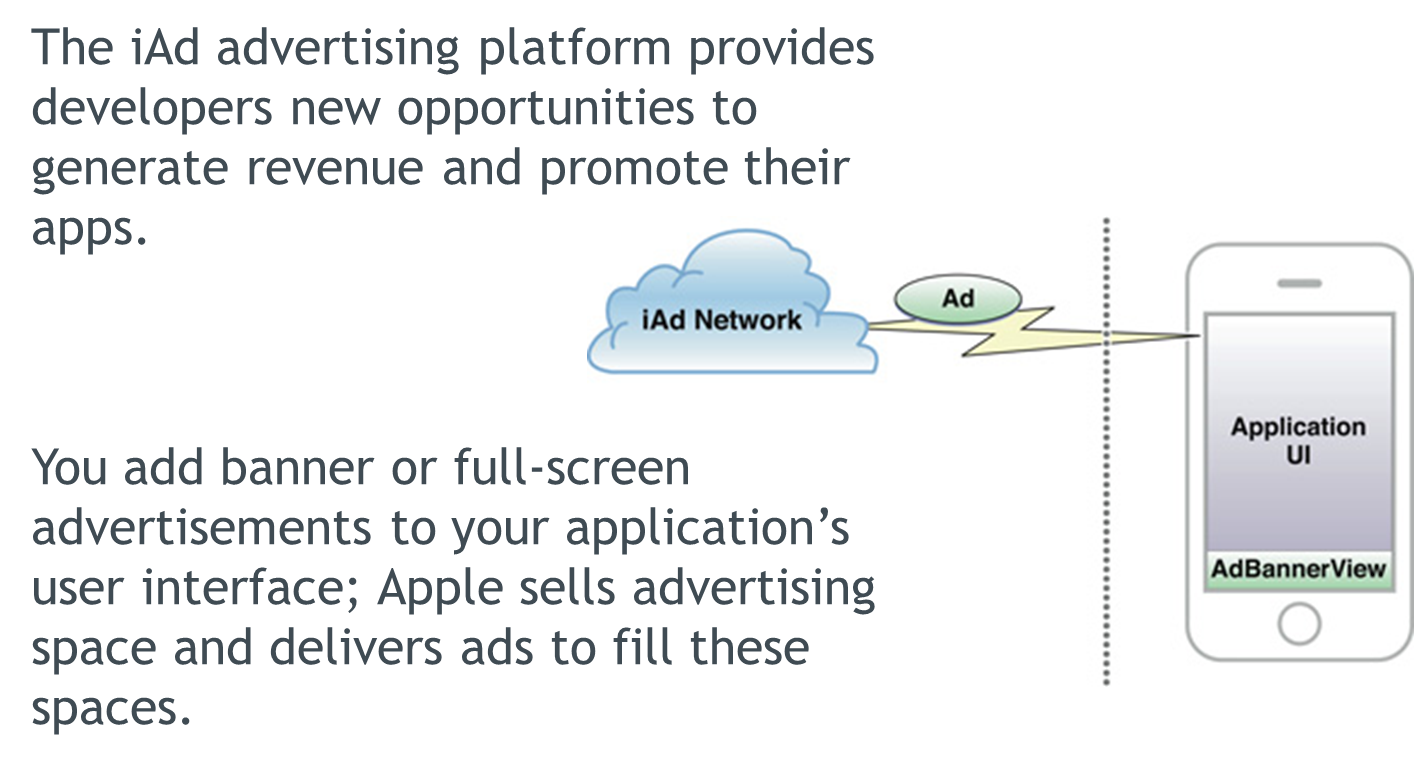 The iAd advertising platform provides
developers new opportunities to
generate revenue and promote their
apps.
iAd Network
Ad
Application
UI
AdBannerView
You add banner or full-screen
advertisements to your application’s
user interface; Apple sells advertising
space and delivers ads to fill these
spaces.